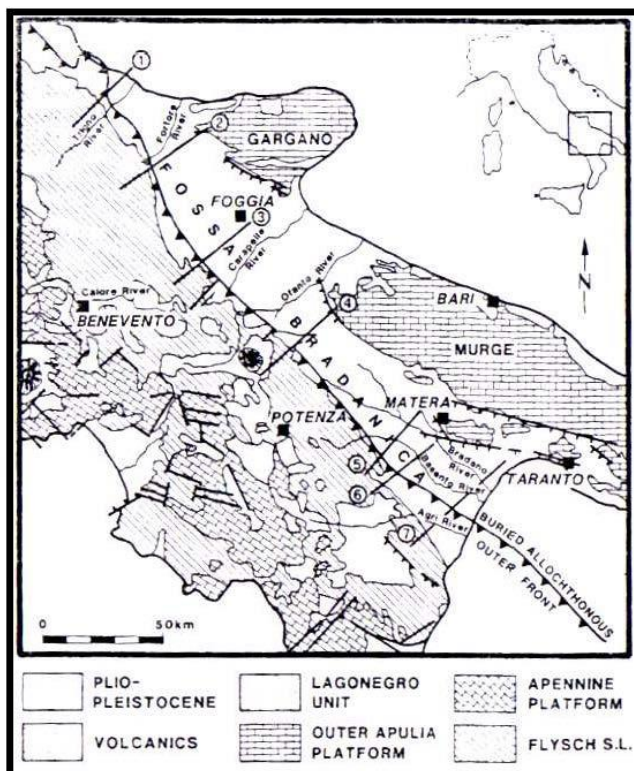 ①
River
Fortore
River
②
GARGANO
FOSSA
FOGGIA
③
Carapelle
River
Ofanto River
N
Calore River
BENEVENTO
④
BARI
MURGE
BRADANICA
MATERA
POTENZA
⑤
Bradano
River
Basento River
TARANTO
⑥
Agri River
⑦
BURIED ALLOCHTHONOUS
OUTER FRONT
0 50km
PLIO-
PLEISTOCENE
LAGONEGRO
UNIT
APENNINE
PLATFORM
VOLCANICS
OUTER APULIA
PLATFORM
FLYSCH S.L.